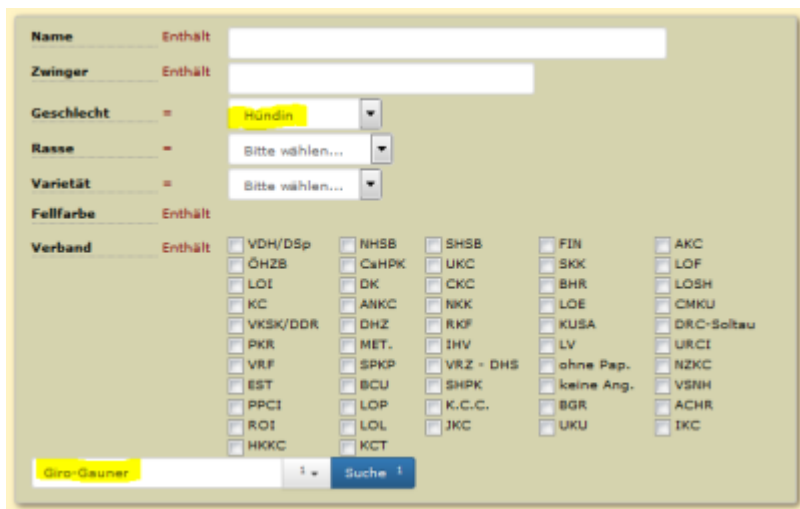 Name Enthält
Zwinger Enthält
Geschlecht = Hündin
Rasse = Bitte wählen...
Varietät = Bitte wählen...
Fellfarbe Enthält
Verband Enthält VDH/DSp NHSB SHSB FIN AKC
ÖHZB CsHPK UKC SKK LOF
LOI DK CKC BHR LOSH
KC ANKC NKK LOE CMKU
VKSK/DDR DHZ RKF KUSA DRC-Soltau
PKR MET. IHV LV URCI
VRF SPKP VRZ - DHS ohne Pap. NZKC
EST BCU SHPK keine Ang. VSNH
PPCI LOP K.C.C. BGR ACHR
ROI LOL JKC UKU IKC
HKKC KCT
Giro-Gauner 1 Suche 1